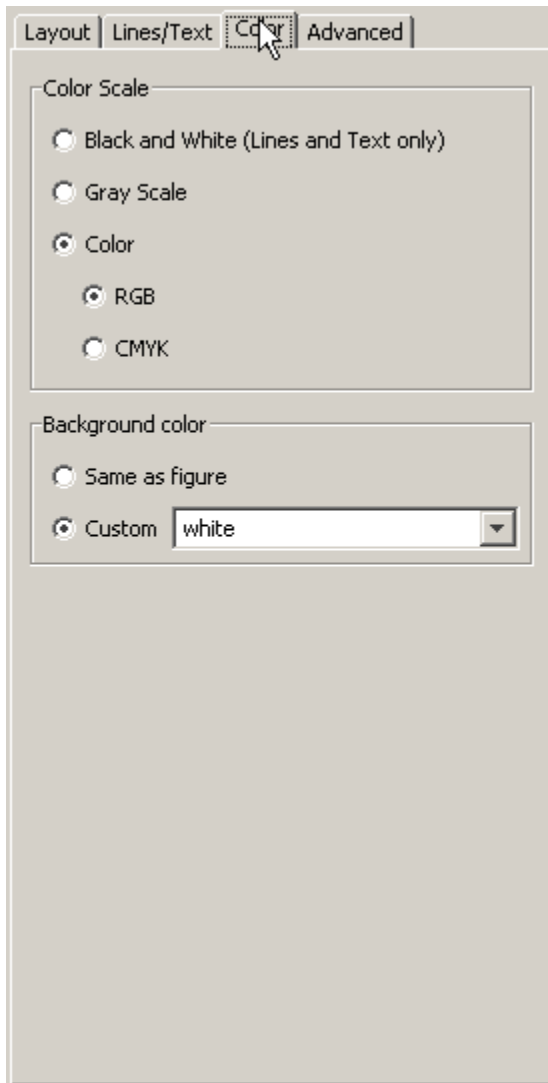 Layout Lines/Text Color Advanced
Color Scale
Black and White (Lines and Text only)
Gray Scale
Color
RGB
CMYK
Background color
Same as figure
Custom white